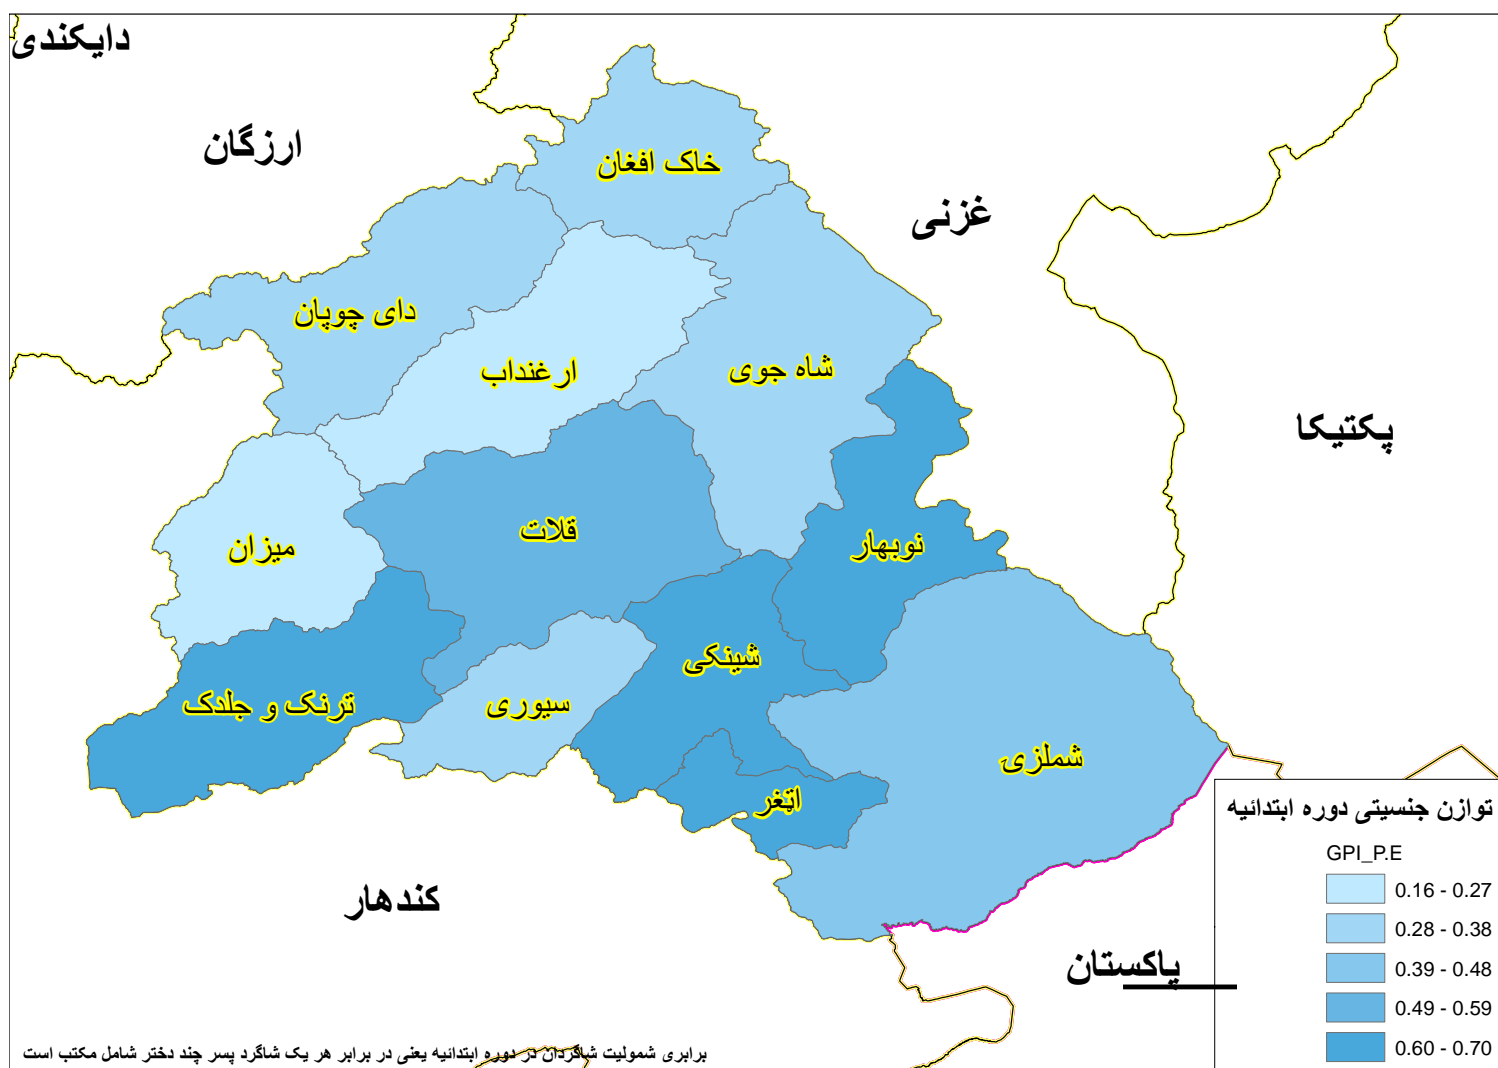 دایکندی
ارزگان
خاک افغان
غزنی
دای چوپان
ارغنداب
شاه جوی
پکتیکا
قلات
نوبهار
میزان
شینکی
ترنک و جلدک
سیوری
شملزی
اتغر
کندهار
پاکستان
توازن جنسیتی دوره ابتدائیه
GPI_P.E
0.16 - 0.27
0.28 - 0.38
0.39 - 0.48
0.49 - 0.59
0.60 - 0.70
برابری شمولیت شاگردان در دوره ابتدائیه یعنی در برابر هر یک شاگرد پسر چند دختر شامل مکتب است